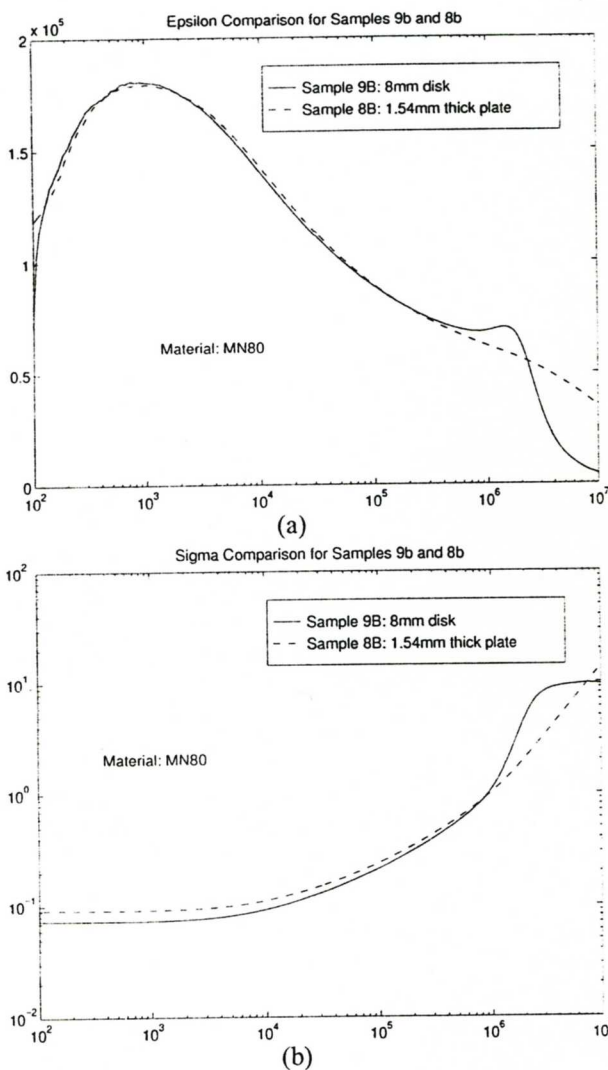 Epsilon Comparison for Samples 9b and 8b
x 10^5
2
1.5
1
0.5
0
Sample 9B: 8mm disk
Sample 8B: 1.54mm thick plate
Material: MN80
10^2 10^3 10^4 10^5 10^6 10^7
(a)
Sigma Comparison for Samples 9b and 8b
10^2
10^1
10^0
10^-1
10^-2
Sample 9B: 8mm disk
Sample 8B: 1.54mm thick plate
Material: MN80
10^2 10^3 10^4 10^5 10^6
(b)